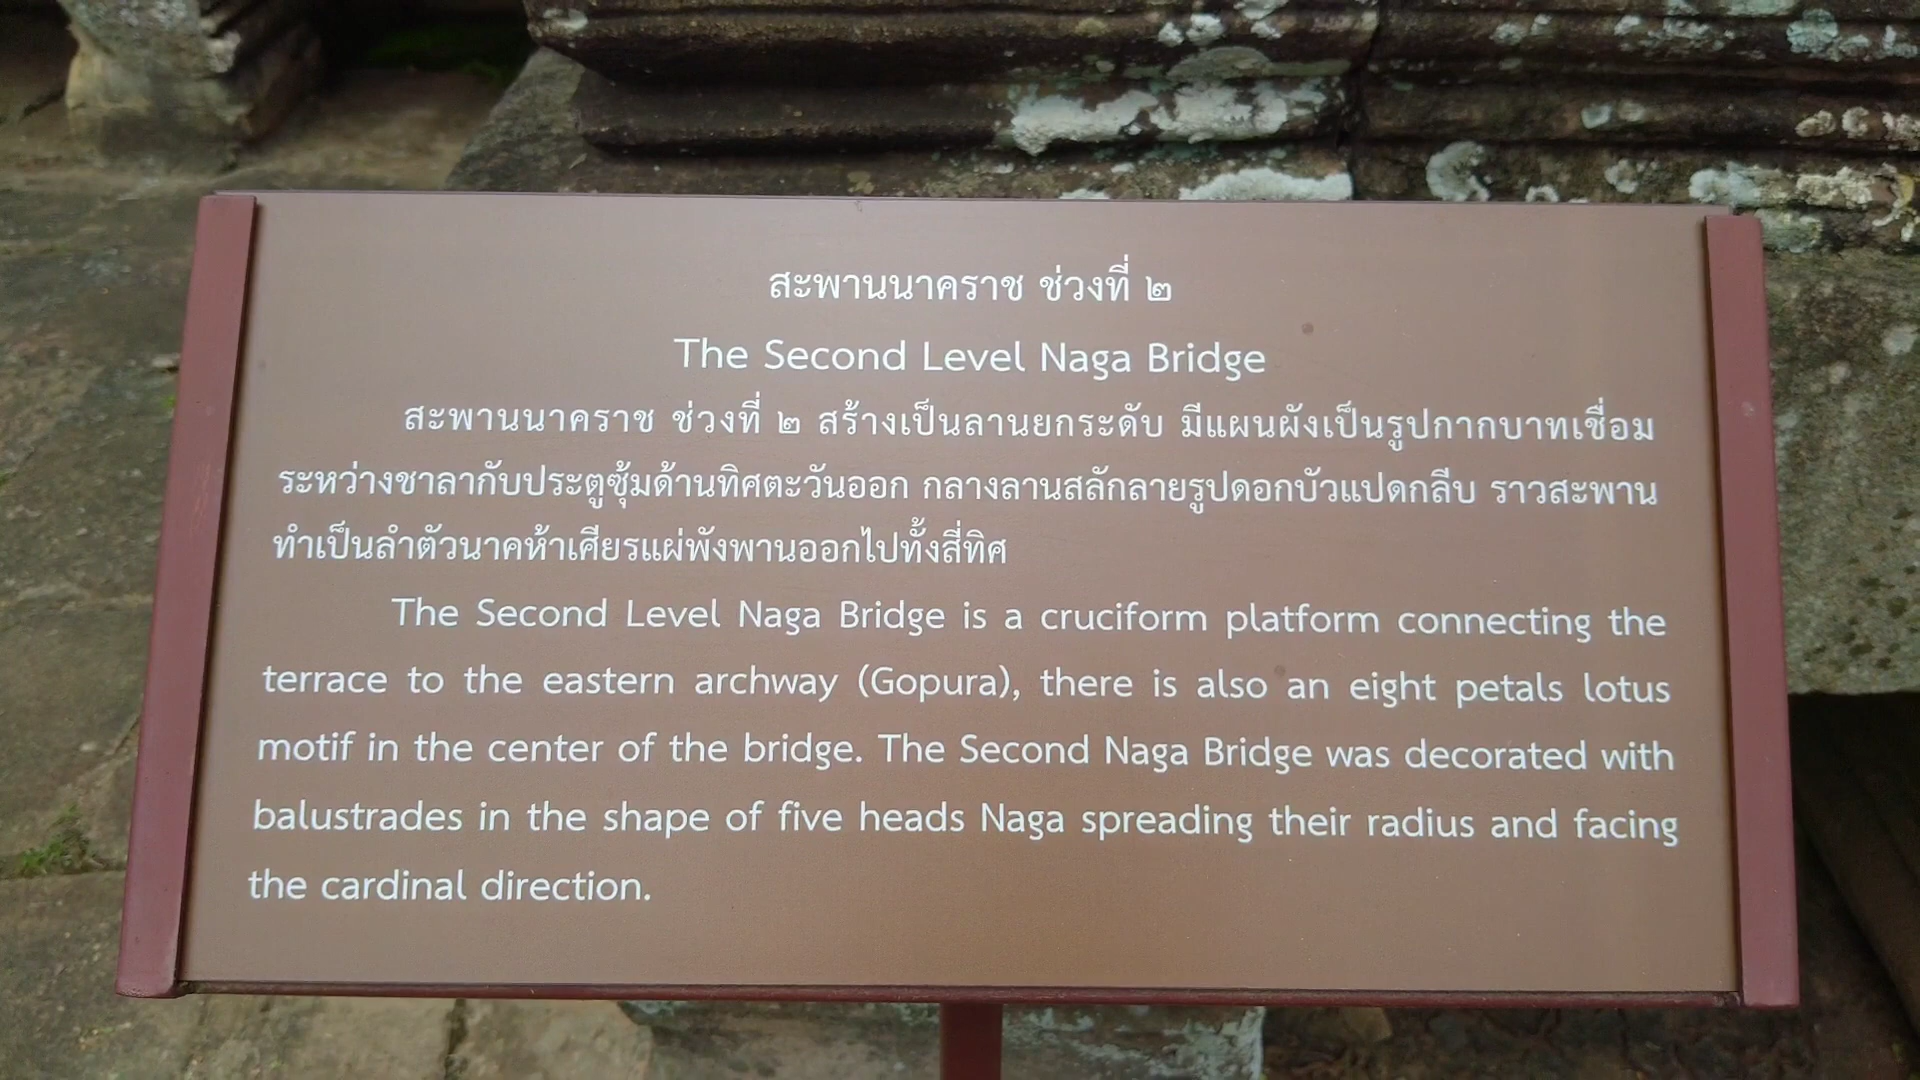 สะพานนาคราช ช่วงที่ ๒
The Second Level Naga Bridge
สะพานนาคราช ช่วงที่ ๒ สร้างเป็นลานยกระดับ มีแผนผังเป็นรูปกากบาทเชื่อม
ระหว่างชาลากับประตูซุ้มด้านทิศตะวันออก กลางลานสลักลายรูปดอกบัวแปดกลีบ ราวสะพาน
ทำเป็นลำตัวนาคห้าเศียรแผ่พังพานออกไปทั้งสี่ทิศ
The Second Level Naga Bridge is a cruciform platform connecting the
terrace to the eastern archway (Gopura), there is also an eight petals lotus
motif in the center of the bridge. The Second Naga Bridge was decorated with
balustrades in the shape of five heads Naga spreading their radius and facing
the cardinal direction.